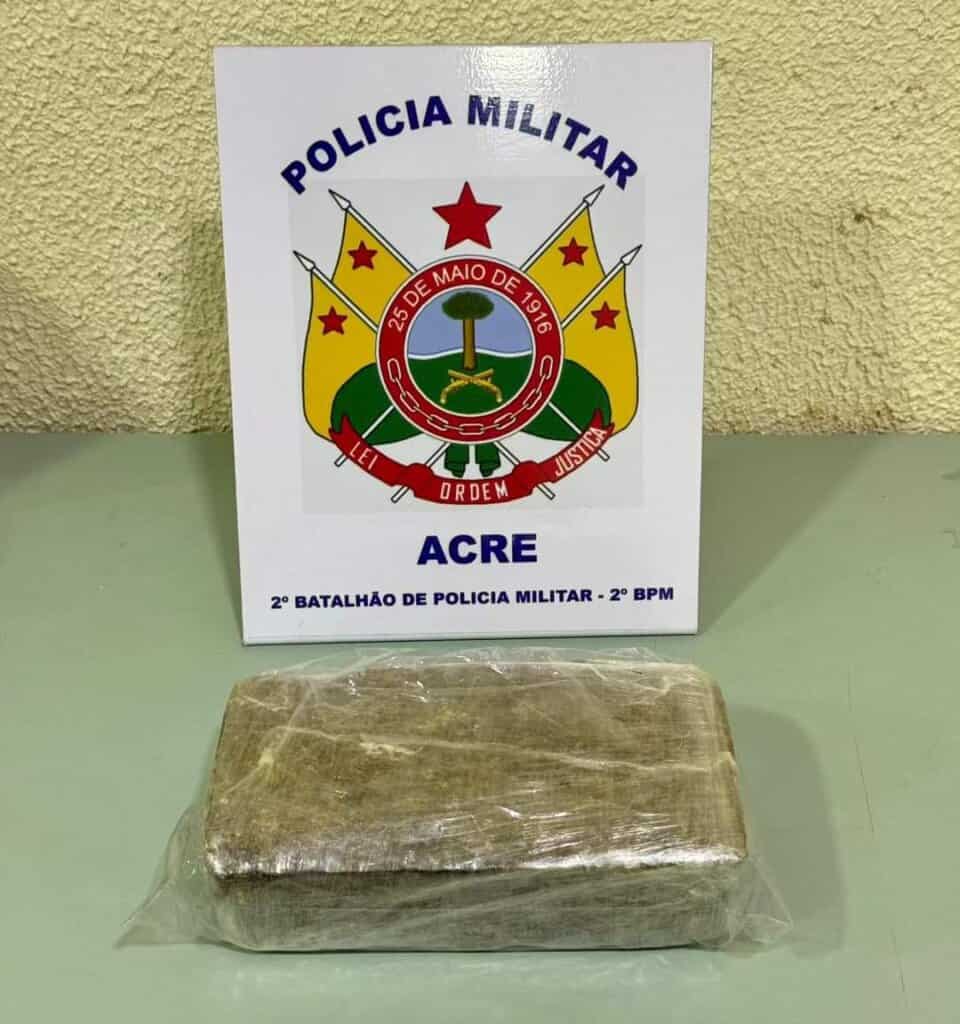 POLICIA MILITAR
25 DE MAIO DE 1916
LEI
ORDEM
JUSTIÇA
ACRE
2º BATALHÃO DE POLICIA MILITAR - 2º BPM